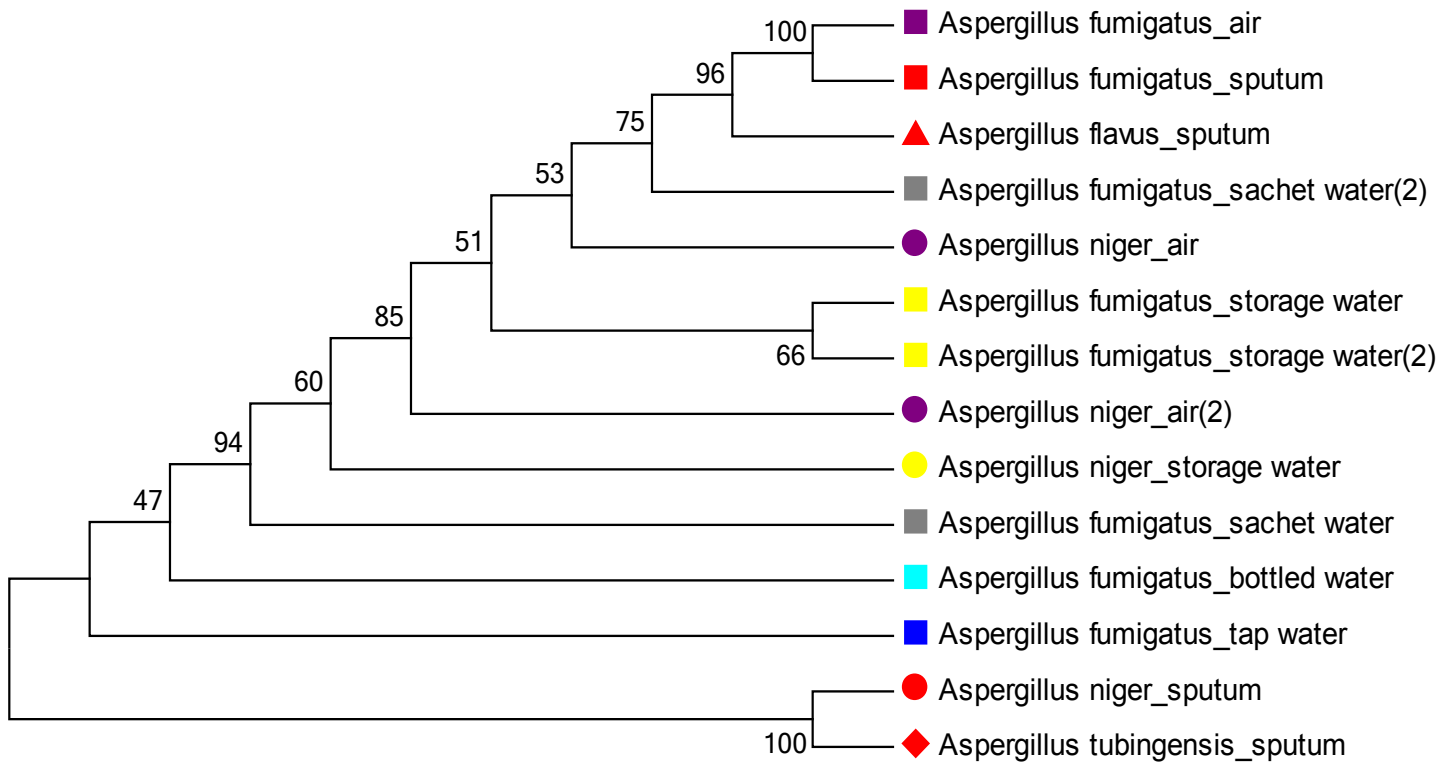 100
Aspergillus fumigatus_air
96
Aspergillus fumigatus_sputum
75
Aspergillus flavus_sputum
53
Aspergillus fumigatus_sachet water(2)
51
Aspergillus niger_air
85
Aspergillus fumigatus_storage water
66
Aspergillus fumigatus_storage water(2)
60
Aspergillus niger_air(2)
94
Aspergillus niger_storage water
47
Aspergillus fumigatus_sachet water
Aspergillus fumigatus_bottled water
Aspergillus fumigatus_tap water
Aspergillus niger_sputum
100
Aspergillus tubingensis_sputum